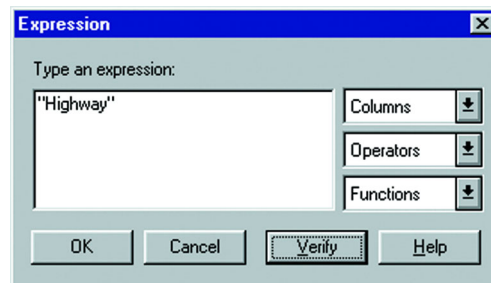 Expression
Type an expression:
"Highway"
Columns
Operators
Functions
OK
Cancel
Verify
Help